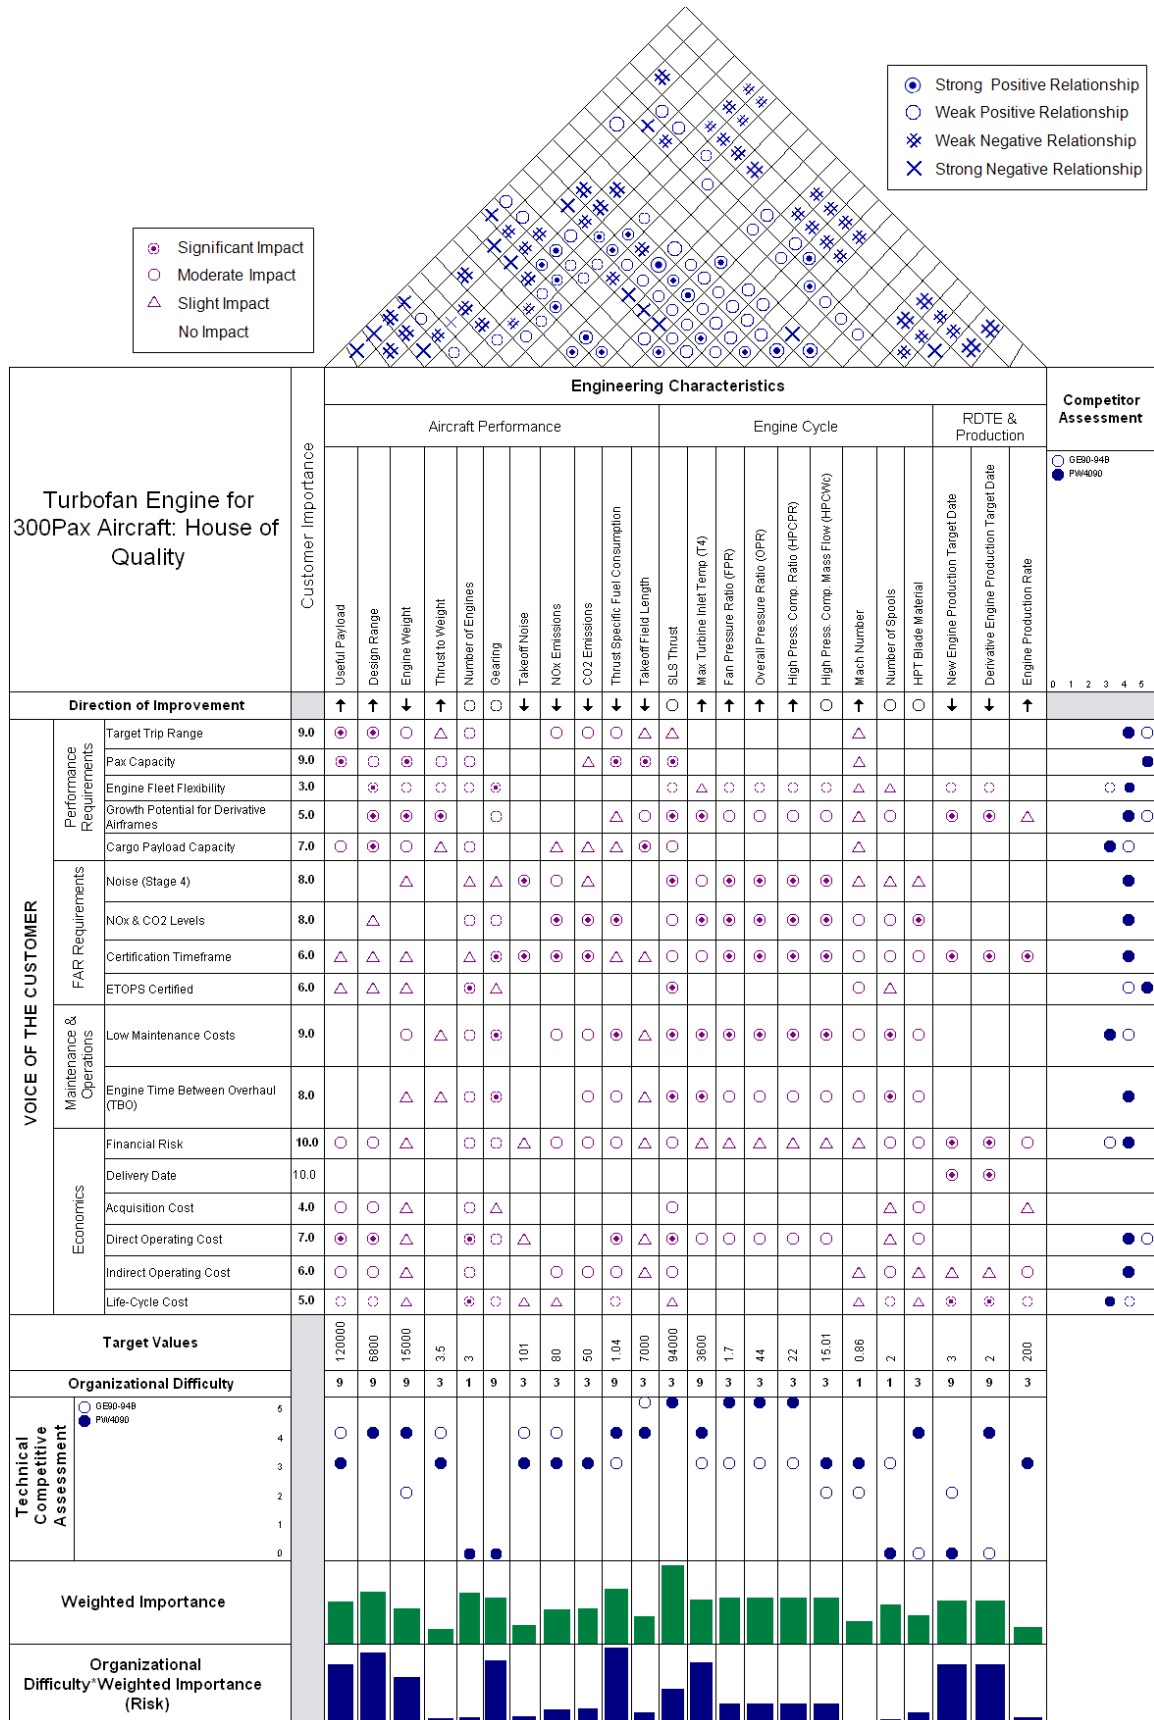 Strong Positive Relationship
Weak Positive Relationship
Weak Negative Relationship
Strong Negative Relationship
Significant Impact
Moderate Impact
Slight Impact
No Impact
Turbofan Engine for
300Pax Aircraft: House of
Quality
Customer Importance
Engineering Characteristics
Aircraft Performance
Engine Cycle
RDTE &
Production
Competitor
Assessment
GE90-94B
PW4090
Useful Payload
Design Range
Engine Weight
Thrust to Weight
Number of Engines
Gearing
Takeoff Noise
NOx Emissions
CO2 Emissions
Thrust Specific Fuel Consumption
Takeoff Field Length
SLS Thrust
Max Turbine Inlet Temp (T4)
Fan Pressure Ratio (FPR)
Overall Pressure Ratio (OPR)
High Press. Comp. Ratio (HPCPR)
High Press. Comp. Mass Flow (HPCWc)
Mach Number
Number of Spools
HPT Blade Material
New Engine Production Target Date
Derivative Engine Production Target Date
Engine Production Rate
0 1 2 3 4 5
Direction of Improvement
VOICE OF THE CUSTOMER
Performance
Requirements
Target Trip Range 9.0
Pax Capacity 9.0
Engine Fleet Flexibility 3.0
Growth Potential for Derivative
Airframes 5.0
Cargo Payload Capacity 7.0
FAR Requirements
Noise (Stage 4) 8.0
NOx & CO2 Levels 8.0
Certification Timeframe 6.0
ETOPS Certified 6.0
Maintenance &
Operations
Low Maintenance Costs 9.0
Engine Time Between Overhaul
(TBO) 8.0
Economics
Financial Risk 10.0
Delivery Date 10.0
Acquisition Cost 4.0
Direct Operating Cost 7.0
Indirect Operating Cost 6.0
Life-Cycle Cost 5.0
Target Values 120000 6800 15000 3.5 3 101 80 50 1.04 7000 94000 3600 1.7 44 22 15.01 0.86 2 3 2 200
Organizational Difficulty 9 9 9 3 1 9 3 3 3 9 3 3 9 3 3 3 3 1 1 3 9 9 3
Technical
Competitive
Assessment
GE90-94B
PW4090
5
4
3
2
1
0
Weighted Importance
Organizational
Difficulty*Weighted Importance
(Risk)